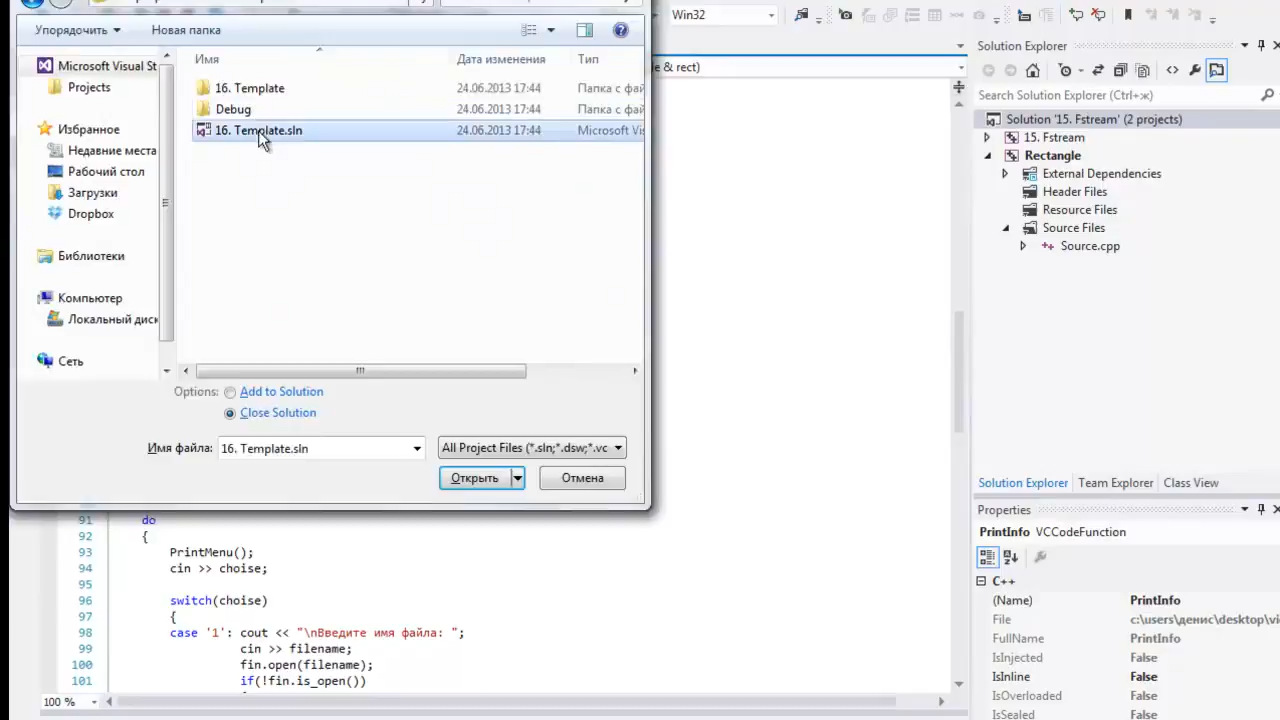 Win32
Упорядочить
Новая папка
Имя
Дата изменения
Тип
Microsoft Visual St
Projects
Избранное
Недавние места
Рабочий стол
Загрузки
Dropbox
Библиотеки
Компьютер
Локальный диск
Сеть
16. Template 24.06.2013 17:44 Папка с фай
Debug 24.06.2013 17:44 Папка с фай
16. Template.sln 24.06.2013 17:44 Microsoft Vis
Options: Add to Solution
Close Solution
Имя файла: 16. Template.sln
All Project Files (*.sln;*.dsw;*.vc
Открыть
Отмена
e & rect)
91 do
92 {
93 PrintMenu();
94 cin >> choise;
95
96 switch(choise)
97 {
98 case '1': cout << "\nВведите имя файла: ";
99 cin >> filename;
100 fin.open(filename);
101 if(!fin.is_open())
100 %
Solution Explorer
Search Solution Explorer (Ctrl+ж)
Solution '15. Fstream' (2 projects)
15. Fstream
Rectangle
External Dependencies
Header Files
Resource Files
Source Files
Source.cpp
Solution Explorer Team Explorer Class View
Properties
PrintInfo VCCodeFunction
C++
(Name) PrintInfo
File c:\users\денис\desktop\vi
FullName PrintInfo
IsInjected False
IsInline False
IsOverloaded False
IsSealed False